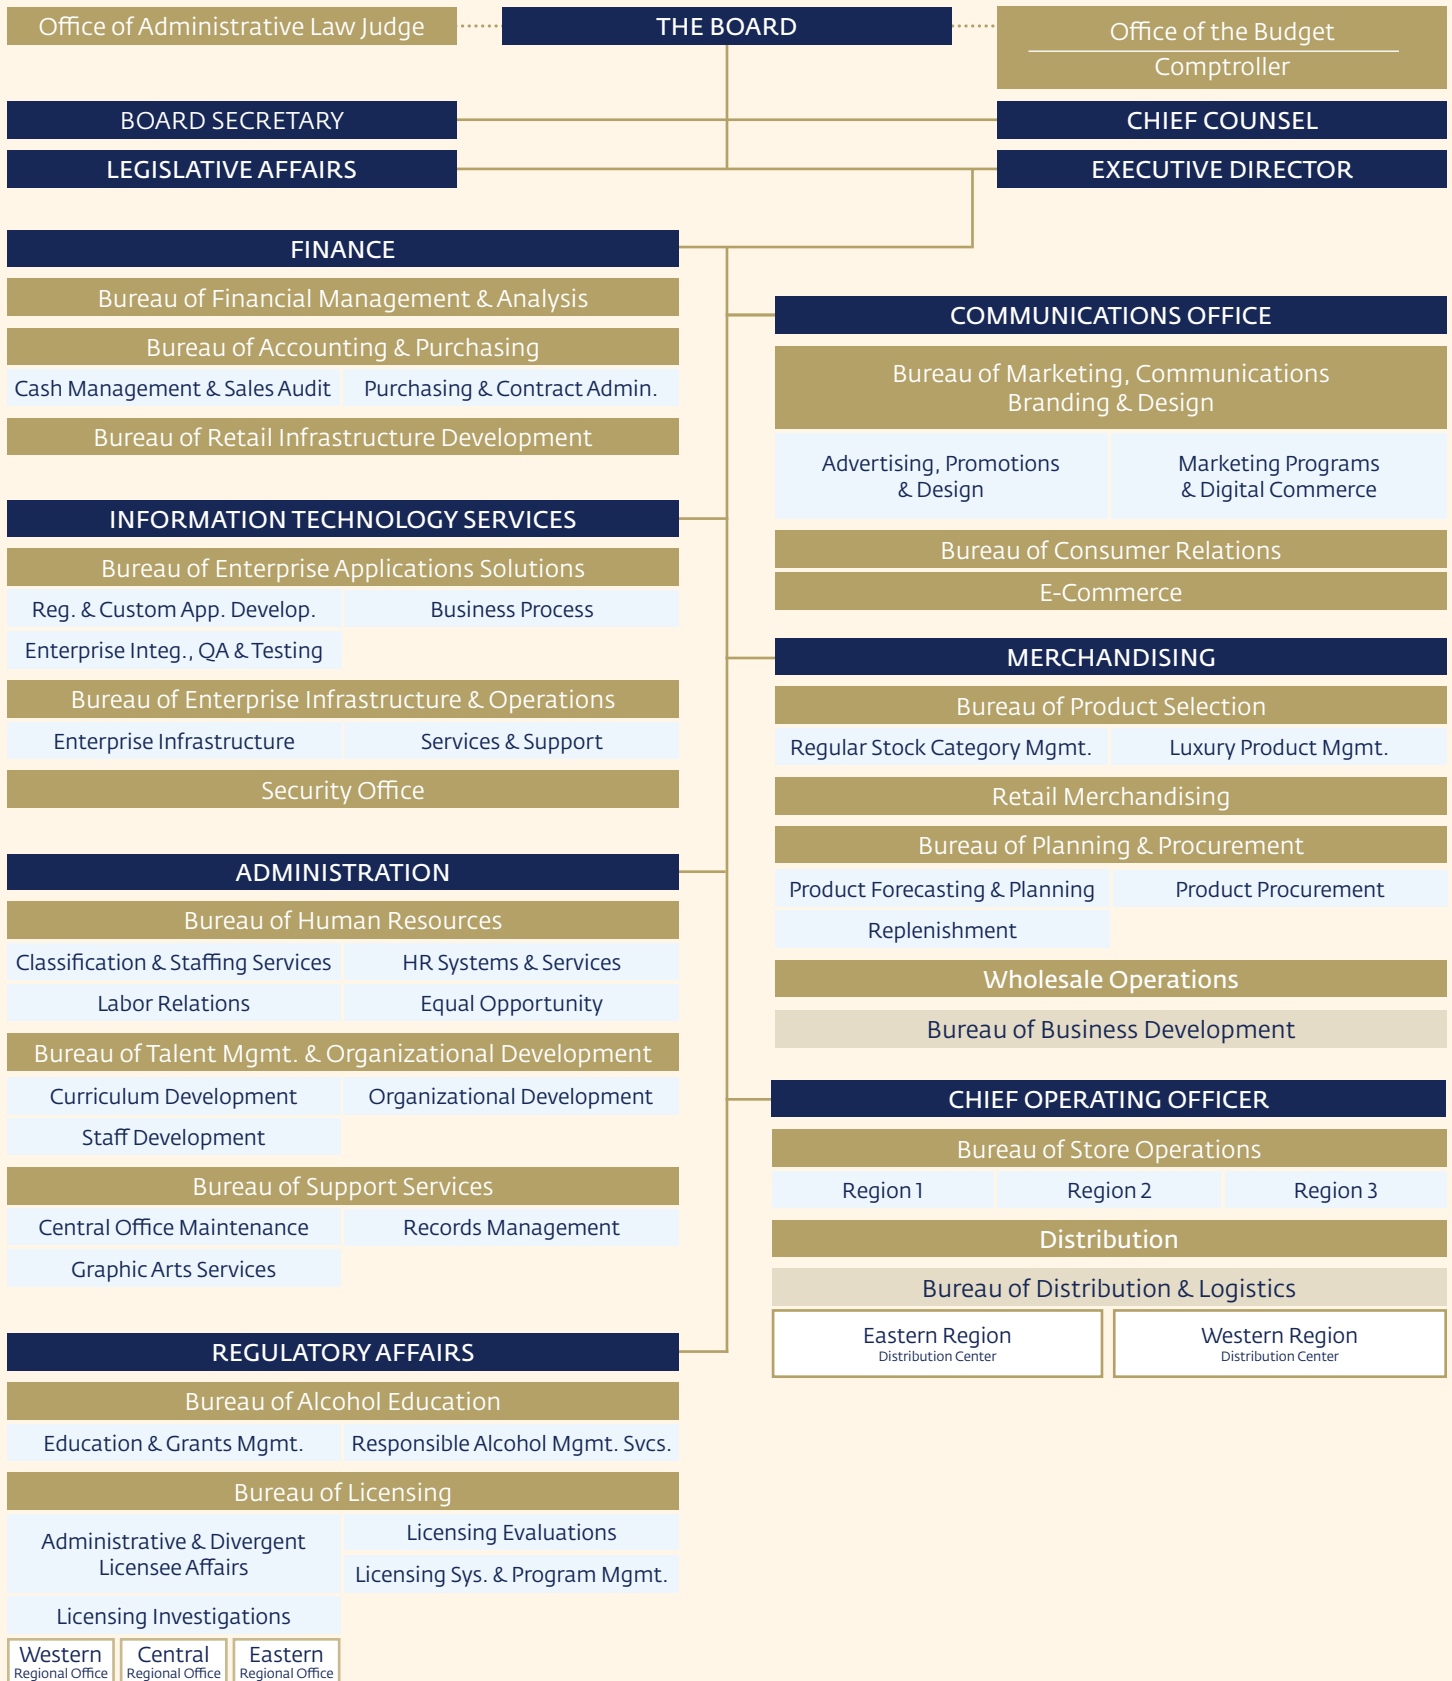 Office of Administrative Law Judge
THE BOARD
Office of the Budget
Comptroller
BOARD SECRETARY
CHIEF COUNSEL
LEGISLATIVE AFFAIRS
EXECUTIVE DIRECTOR
FINANCE
Bureau of Financial Management & Analysis
Bureau of Accounting & Purchasing
Cash Management & Sales Audit
Purchasing & Contract Admin.
Bureau of Retail Infrastructure Development
INFORMATION TECHNOLOGY SERVICES
Bureau of Enterprise Applications Solutions
Reg. & Custom App. Develop.
Business Process
Enterprise Integ., QA & Testing
Bureau of Enterprise Infrastructure & Operations
Enterprise Infrastructure
Services & Support
Security Office
ADMINISTRATION
Bureau of Human Resources
Classification & Staffing Services
HR Systems & Services
Labor Relations
Equal Opportunity
Bureau of Talent Mgmt. & Organizational Development
Curriculum Development
Organizational Development
Staff Development
Bureau of Support Services
Central Office Maintenance
Records Management
Graphic Arts Services
REGULATORY AFFAIRS
Bureau of Alcohol Education
Education & Grants Mgmt.
Responsible Alcohol Mgmt. Svcs.
Bureau of Licensing
Administrative & Divergent
Licensee Affairs
Licensing Evaluations
Licensing Sys. & Program Mgmt.
Licensing Investigations
Western
Regional Office
Central
Regional Office
Eastern
Regional Office
COMMUNICATIONS OFFICE
Bureau of Marketing, Communications
Branding & Design
Advertising, Promotions
& Design
Marketing Programs
& Digital Commerce
Bureau of Consumer Relations
E-Commerce
MERCHANDISING
Bureau of Product Selection
Regular Stock Category Mgmt.
Luxury Product Mgmt.
Retail Merchandising
Bureau of Planning & Procurement
Product Forecasting & Planning
Product Procurement
Replenishment
Wholesale Operations
Bureau of Business Development
CHIEF OPERATING OFFICER
Bureau of Store Operations
Region 1
Region 2
Region 3
Distribution
Bureau of Distribution & Logistics
Eastern Region
Distribution Center
Western Region
Distribution Center